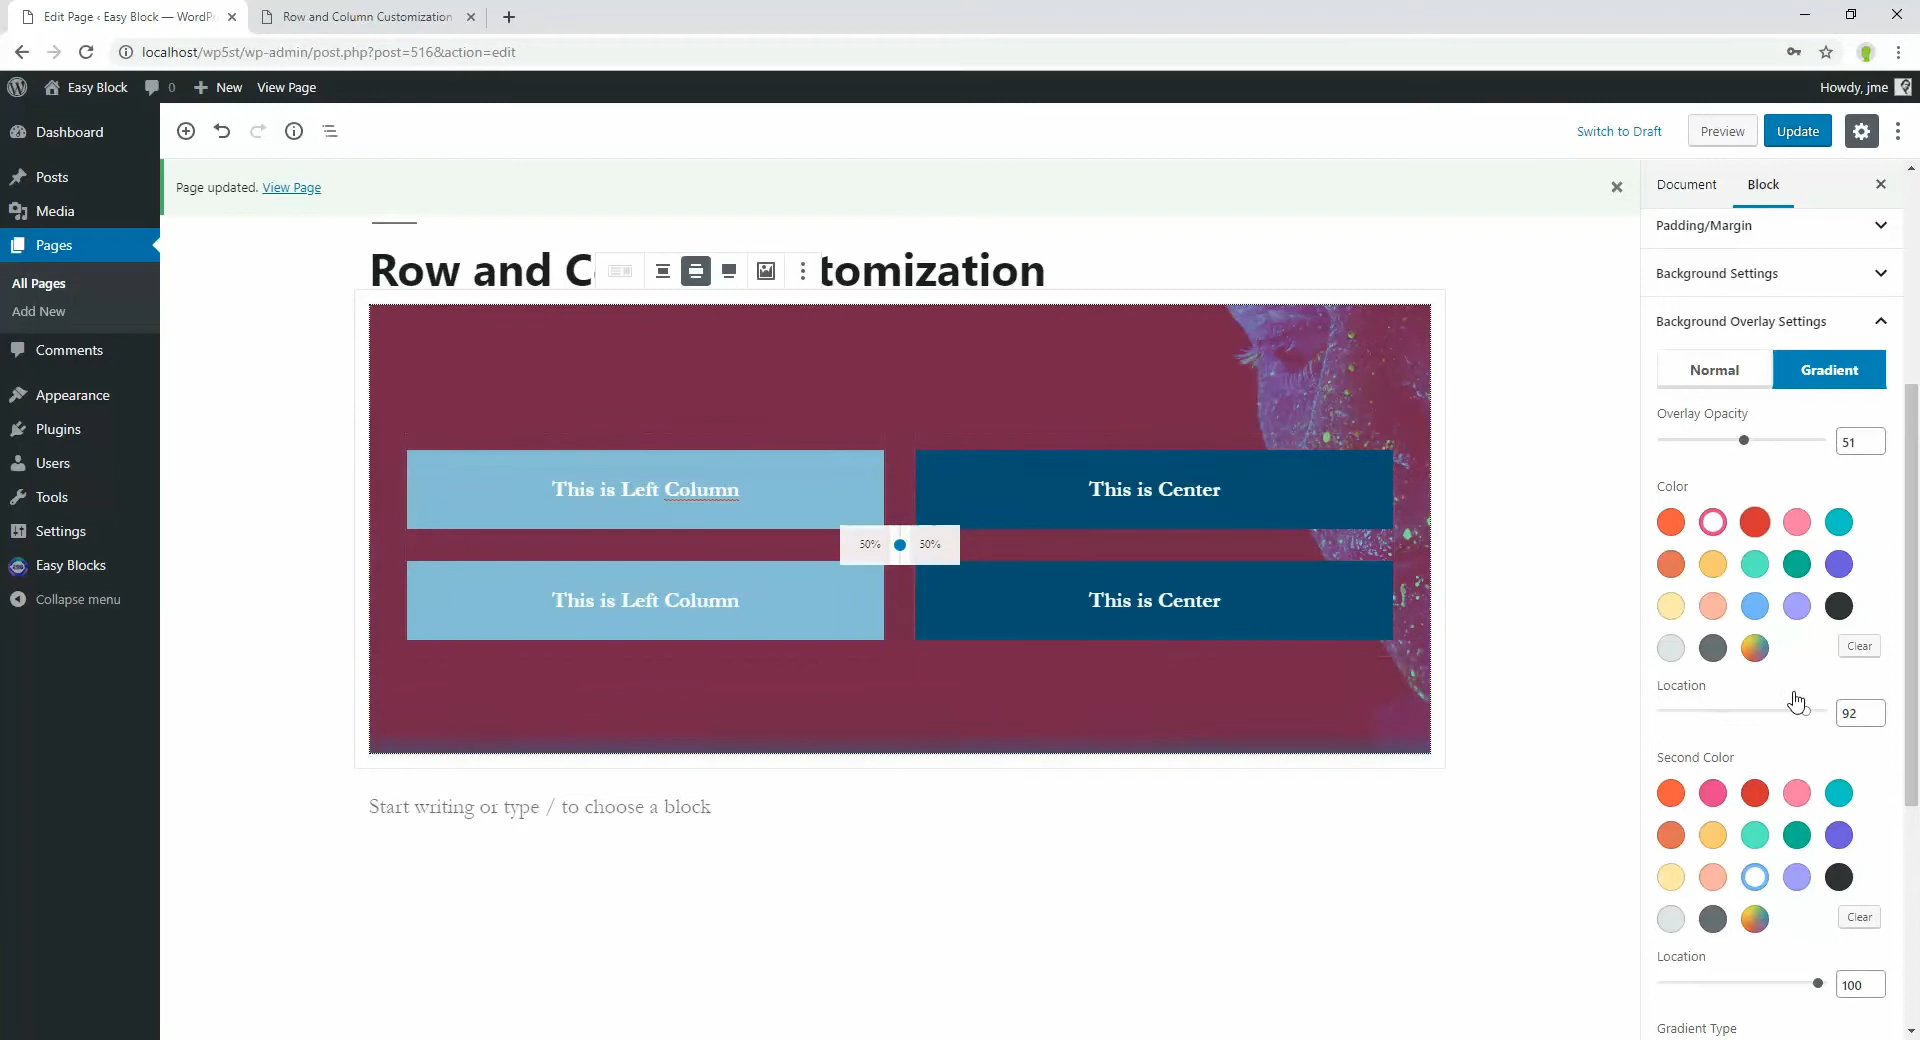 Edit Page ‹ Easy Block — WordPr
Row and Column Customization
localhost/wp5st/wp-admin/post.php?post=516&action=edit
Easy Block
0
New
View Page
Howdy, jme
Dashboard
Posts
Media
Pages
All Pages
Add New
Comments
Appearance
Plugins
Users
Tools
Settings
Easy Blocks
Collapse menu
Switch to Draft
Preview
Update
Page updated. View Page
Row and C tomization
This is Left Column
This is Center
50%
50%
This is Left Column
This is Center
Start writing or type / to choose a block
Document
Block
Padding/Margin
Background Settings
Background Overlay Settings
Normal
Gradient
Overlay Opacity
51
Color
Clear
Location
92
Second Color
Clear
Location
100
Gradient Type